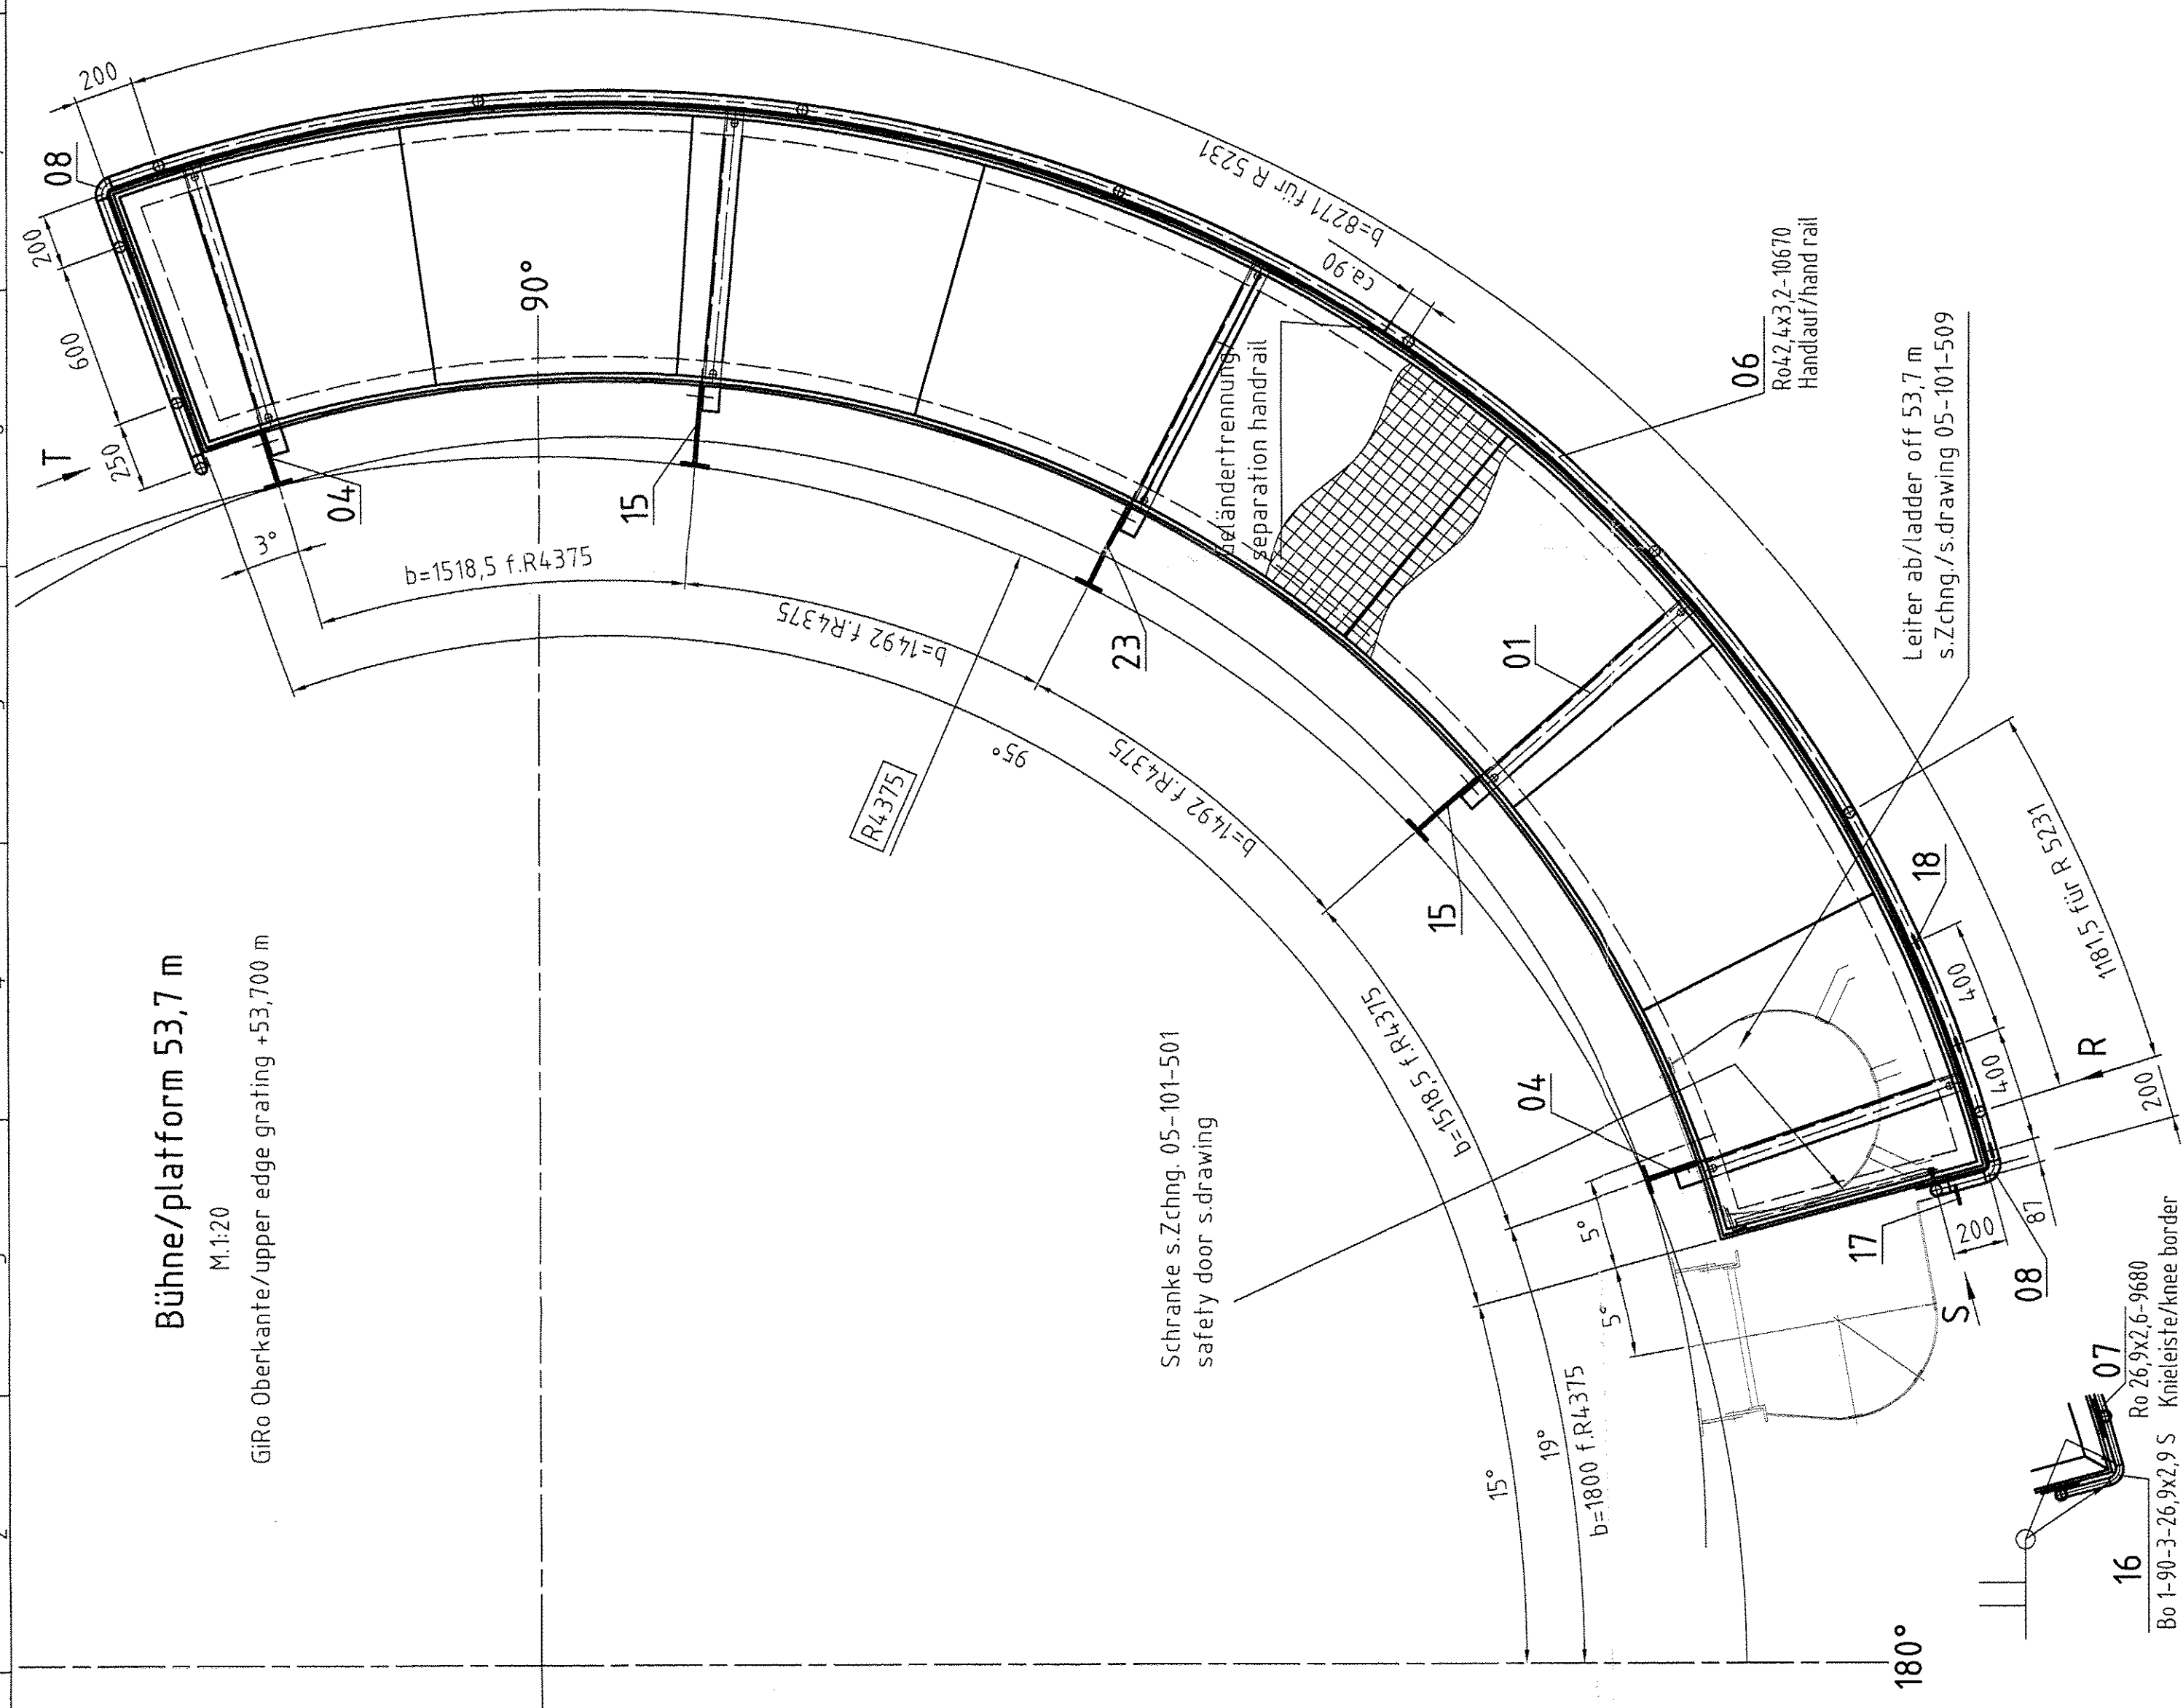 Bühne/platform 53,7 m
M.1:20
GiRo Oberkante/upper edge grating +53,700 m
T
200
600
250
08
200
04
3°
b=1518,5 f.R4375
15
90°
b=1492 f.R4375
23
R4375
95°
b=1492 f.R4375
b=8271 für R 5231
ca.90
Geländertrennung
separation handrail
06
Ro42,4x3,2-10670
Handlauf/hand rail
01
Leiter ab/ladder off 53,7 m
s.Zchng./s.drawing 05-101-509
15
b=1518,5 f.R4375
18
1181,5 für R 5231
400
400
200
R
87
04
Schranke s.Zchng. 05-101-501
safety door s.drawing
5°
5°
17
200
08
S
15°
19°
b=1800 f.R4375
07
Ro 26,9x2,6-9680
Knieleiste/knee border
16
Bo 1-90-3-26,9x2,9 S
180°
2
3
4
5